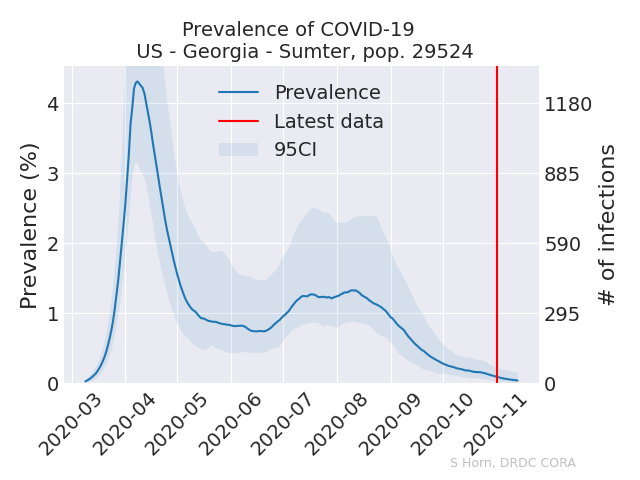 Prevalence of COVID-19
US - Georgia - Sumter, pop. 29524
Prevalence
Latest data
95CI
Prevalence (%)
4
3
2
1
0
# of infections
1180
885
590
295
0
2020-03
2020-04
2020-05
2020-06
2020-07
2020-08
2020-09
2020-10
2020-11
S Horn, DRDC CORA